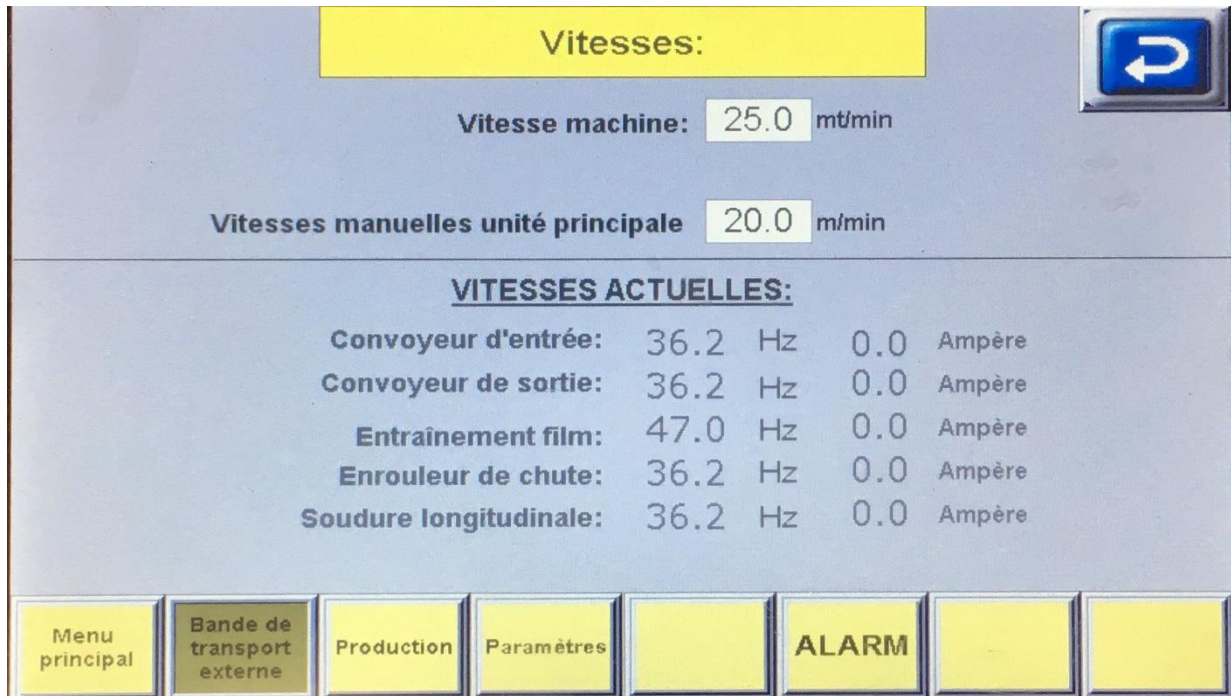 Vitesses:
Vitesse machine: 25.0 mt/min
Vitesses manuelles unité principale 20.0 m/min
VITESSES ACTUELLES:
Convoyeur d'entrée: 36.2 Hz 0.0 Ampère
Convoyeur de sortie: 36.2 Hz 0.0 Ampère
Entraînement film: 47.0 Hz 0.0 Ampère
Enrouleur de chute: 36.2 Hz 0.0 Ampère
Soudure longitudinale: 36.2 Hz 0.0 Ampère
Menu
principal
Bande de
transport
externe
Production
Paramètres
ALARM